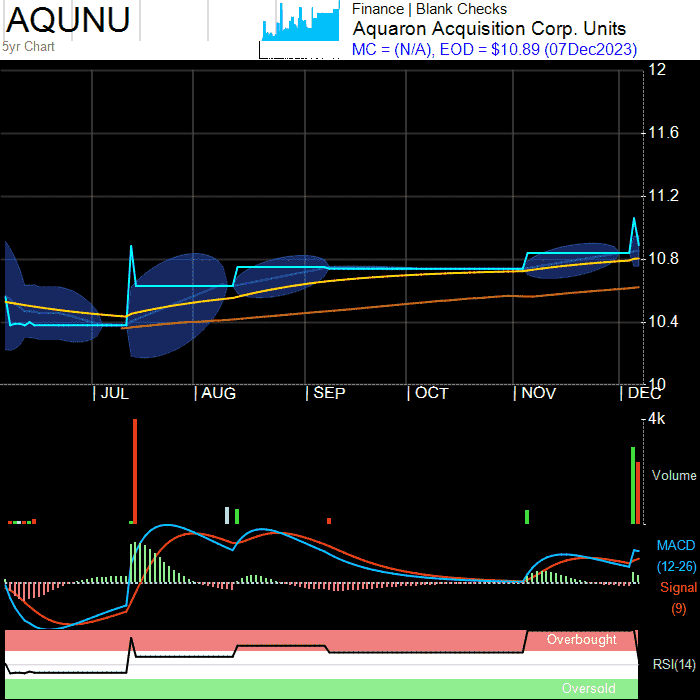 AQUNU
5yr Chart
Finance | Blank Checks
Aquaron Acquisition Corp. Units
MC = (N/A), EOD = $10.89 (07Dec2023)
12
11.6
11.2
10.8
10.4
10
| JUL | AUG | SEP | OCT | NOV | DEC
4k
Volume
MACD
(12-26)
Signal
(9)
Overbought
RSI(14)
Oversold